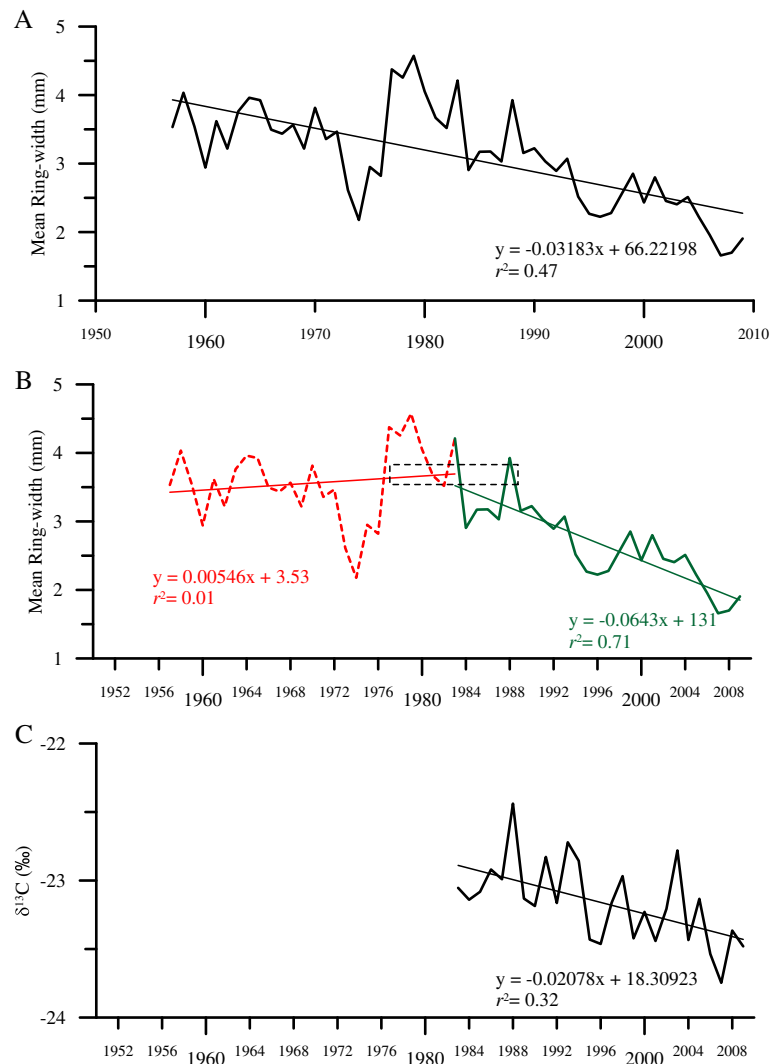 A
5
4
3
2
1
Mean Ring-width (mm)
y = -0.03183x + 66.22198
r²= 0.47
1950 1960 1970 1980 1990 2000 2010
B
5
4
3
2
1
Mean Ring-width (mm)
y = 0.00546x + 3.53
r²= 0.01
y = -0.0643x + 131
r²= 0.71
1952 1956 1960 1964 1968 1972 1976 1980 1984 1988 1992 1996 2000 2004 2008
C
-22
-23
-24
δ¹³C (‰)
y = -0.02078x + 18.30923
r²= 0.32
1952 1956 1960 1964 1968 1972 1976 1980 1984 1988 1992 1996 2000 2004 2008